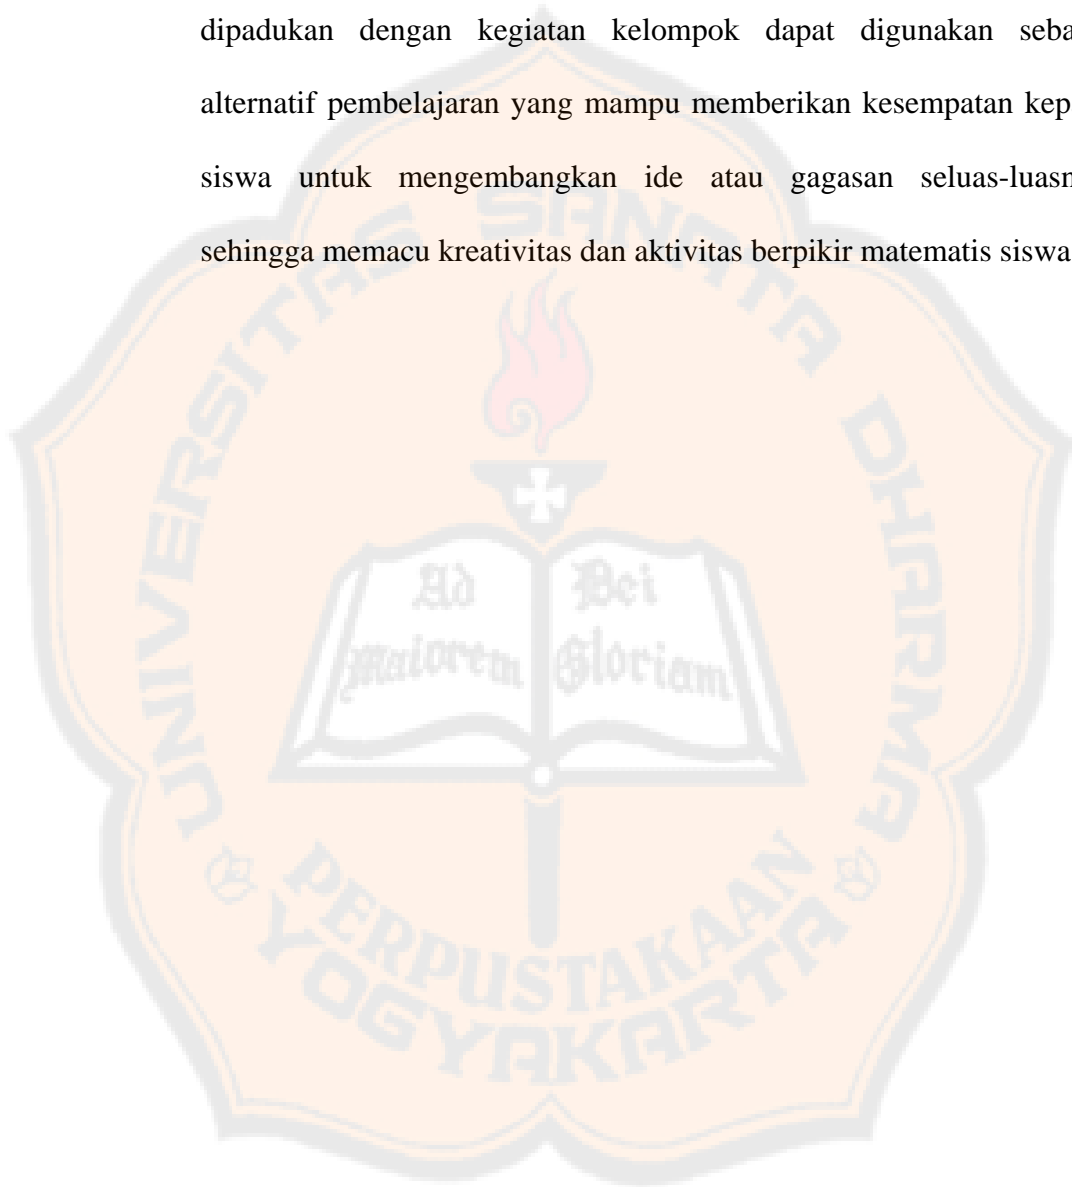 dipadukan dengan kegiatan kelompok dapat digunakan seba
alternatif pembelajaran yang mampu memberikan kesempatan kep
siswa untuk mengembangkan ide atau gagasan seluas-luasn
sehingga memacu kreativitas dan aktivitas berpikir matematis siswa
UNIVERSITAS SANATA DHARMA
Ad Dei
Maiorem Gloriam
PERPUSTAKAAN
YOGYAKARTA